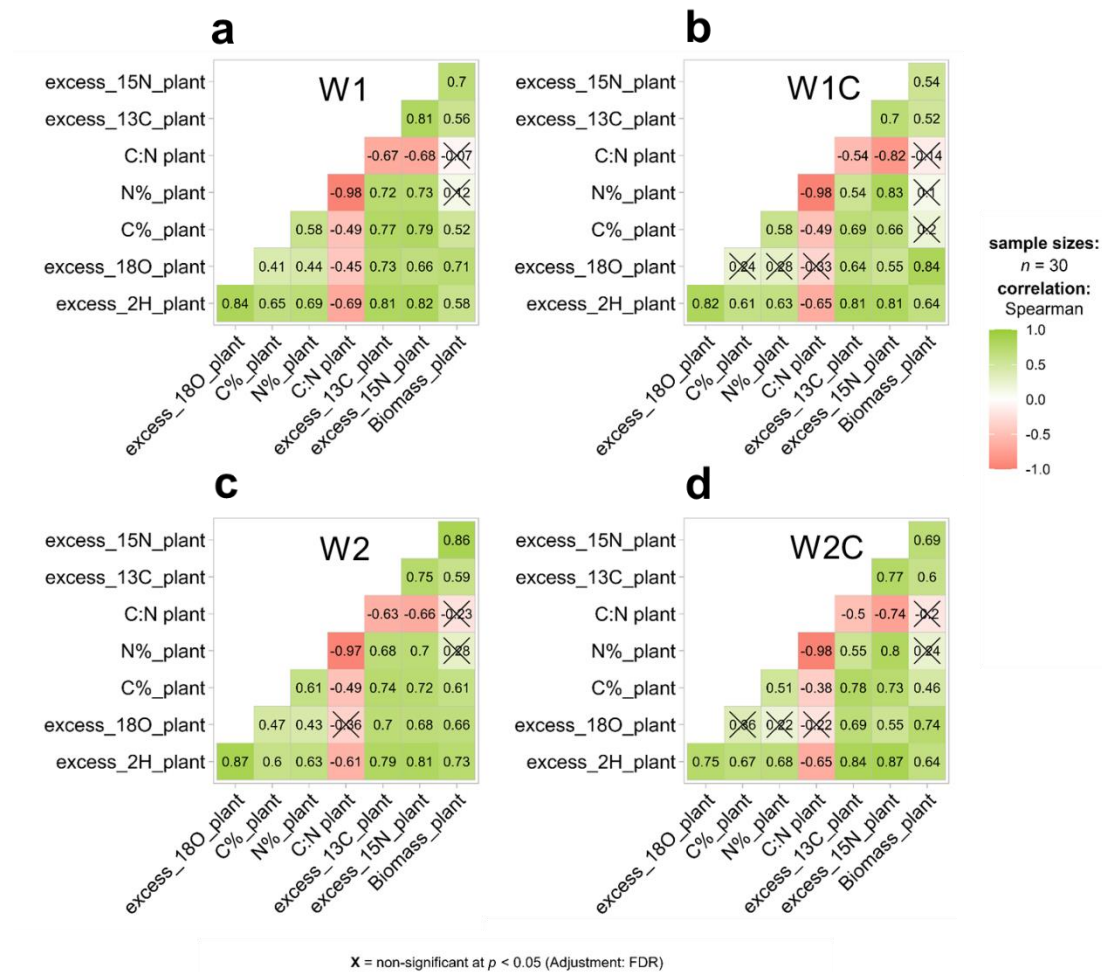 a
W1
excess_15N_plant
0.7
excess_13C_plant
0.81 0.56
C:N plant
-0.67 -0.68 -0.07
N%_plant
-0.98 0.72 0.73 0.12
C%_plant
0.58 -0.49 0.77 0.79 0.52
excess_18O_plant
0.41 0.44 -0.45 0.73 0.66 0.71
excess_2H_plant
0.84 0.65 0.69 -0.69 0.81 0.82 0.58
excess_18O_plant
C%_plant
N%_plant
C:N plant
excess_13C_plant
excess_15N_plant
Biomass_plant
b
W1C
0.54
0.7 0.52
-0.54 -0.82 -0.14
-0.98 0.54 0.83 0.1
0.58 -0.49 0.69 0.66 0.2
0.24 0.28 -0.33 0.64 0.55 0.84
0.82 0.61 0.63 -0.65 0.81 0.81 0.64
excess_18O_plant
C%_plant
N%_plant
C:N plant
excess_13C_plant
excess_15N_plant
Biomass_plant
sample sizes:
n = 30
correlation:
Spearman
1.0
0.5
0.0
-0.5
-1.0
c
W2
excess_15N_plant
0.86
excess_13C_plant
0.75 0.59
C:N plant
-0.63 -0.66 -0.23
N%_plant
-0.97 0.68 0.7 0.28
C%_plant
0.61 -0.49 0.74 0.72 0.61
excess_18O_plant
0.47 0.43 -0.36 0.7 0.68 0.66
excess_2H_plant
0.87 0.6 0.63 -0.61 0.79 0.81 0.73
excess_18O_plant
C%_plant
N%_plant
C:N plant
excess_13C_plant
excess_15N_plant
Biomass_plant
d
W2C
excess_15N_plant
0.69
excess_13C_plant
0.77 0.6
C:N plant
-0.5 -0.74 -0.2
N%_plant
-0.98 0.55 0.8 0.24
C%_plant
0.51 -0.38 0.78 0.73 0.46
excess_18O_plant
0.36 0.22 -0.22 0.69 0.55 0.74
excess_2H_plant
0.75 0.67 0.68 -0.65 0.84 0.87 0.64
excess_18O_plant
C%_plant
N%_plant
C:N plant
excess_13C_plant
excess_15N_plant
Biomass_plant
X = non-significant at p < 0.05 (Adjustment: FDR)